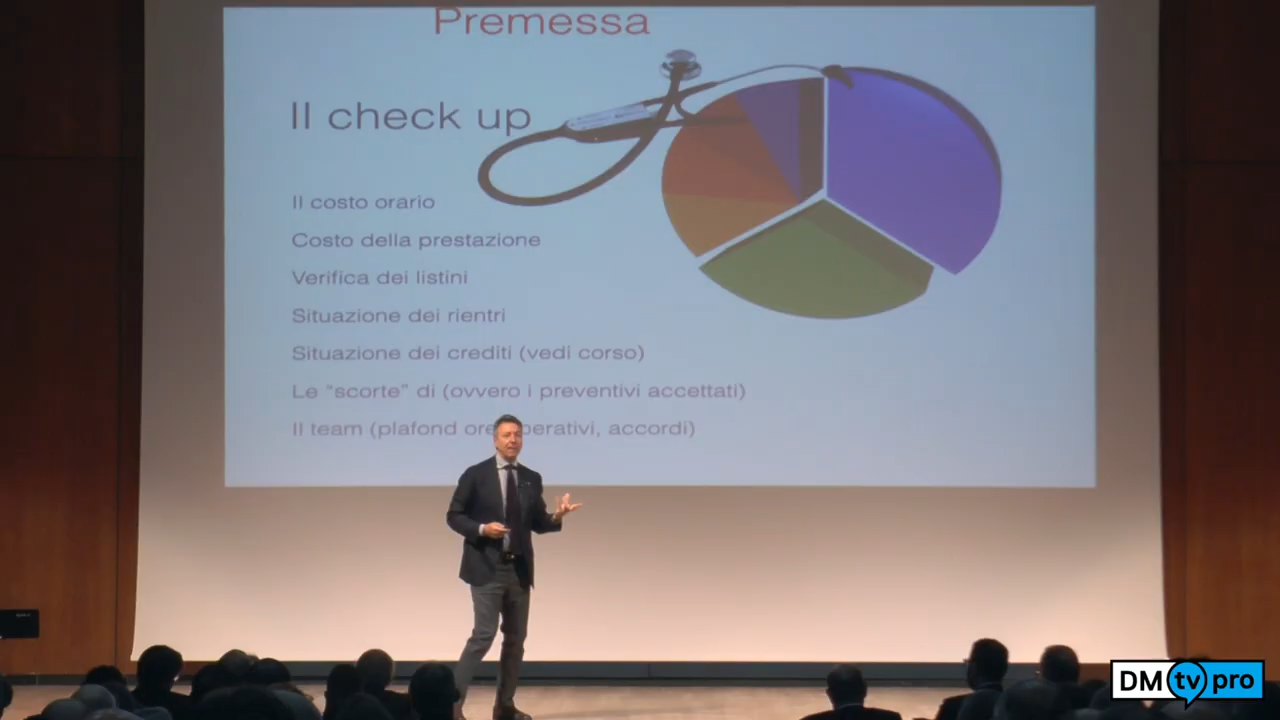 Premessa
Il check up
Il costo orario
Costo della prestazione
Verifica dei listini
Situazione dei rientri
Situazione dei crediti (vedi corso)
Le “scorte” di (ovvero i preventivi accettati)
Il team (plafond accordi)
DM tv pro